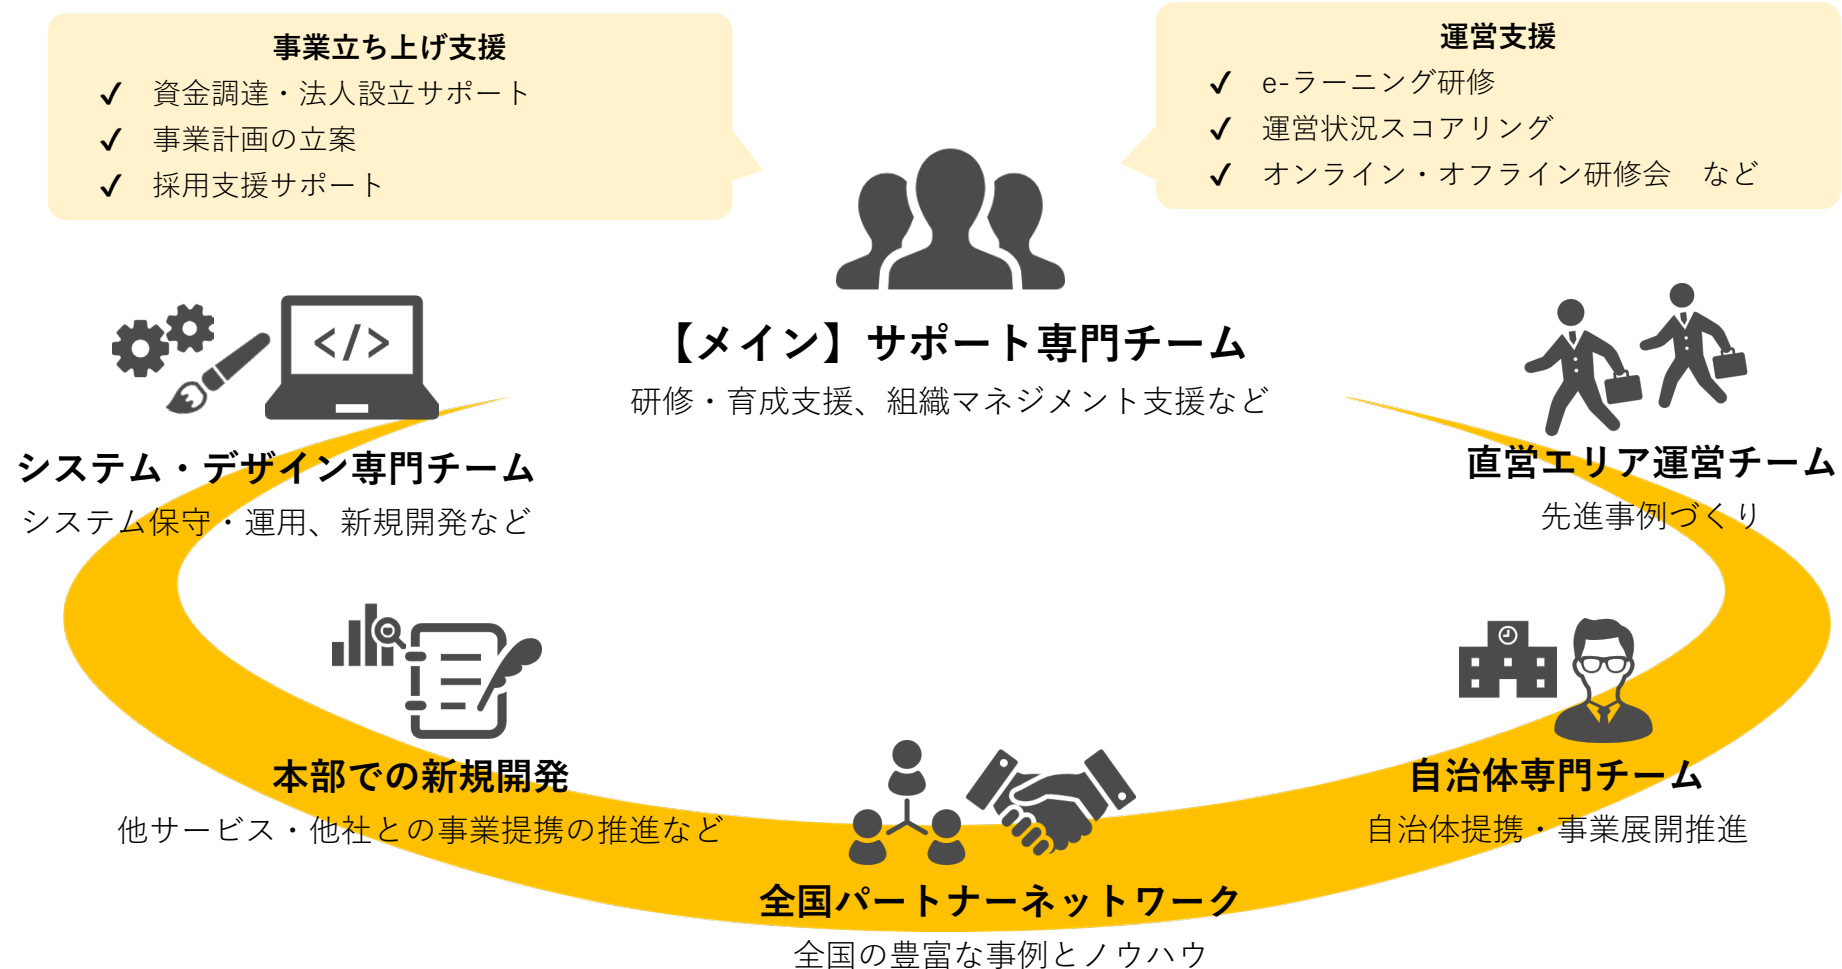 事業立ち上げ支援
✓ 資金調達・法人設立サポート
✓ 事業計画の立案
✓ 採用支援サポート
運営支援
✓ e-ラーニング研修
✓ 運営状況スコアリング
✓ オンライン・オフライン研修会　など
【メイン】サポート専門チーム
研修・育成支援、組織マネジメント支援など
</>
システム・デザイン専門チーム
システム保守・運用、新規開発など
直営エリア運営チーム
先進事例づくり
本部での新規開発
他サービス・他社との事業提携の推進など
自治体専門チーム
自治体提携・事業展開推進
全国パートナーネットワーク
全国の豊富な事例とノウハウ